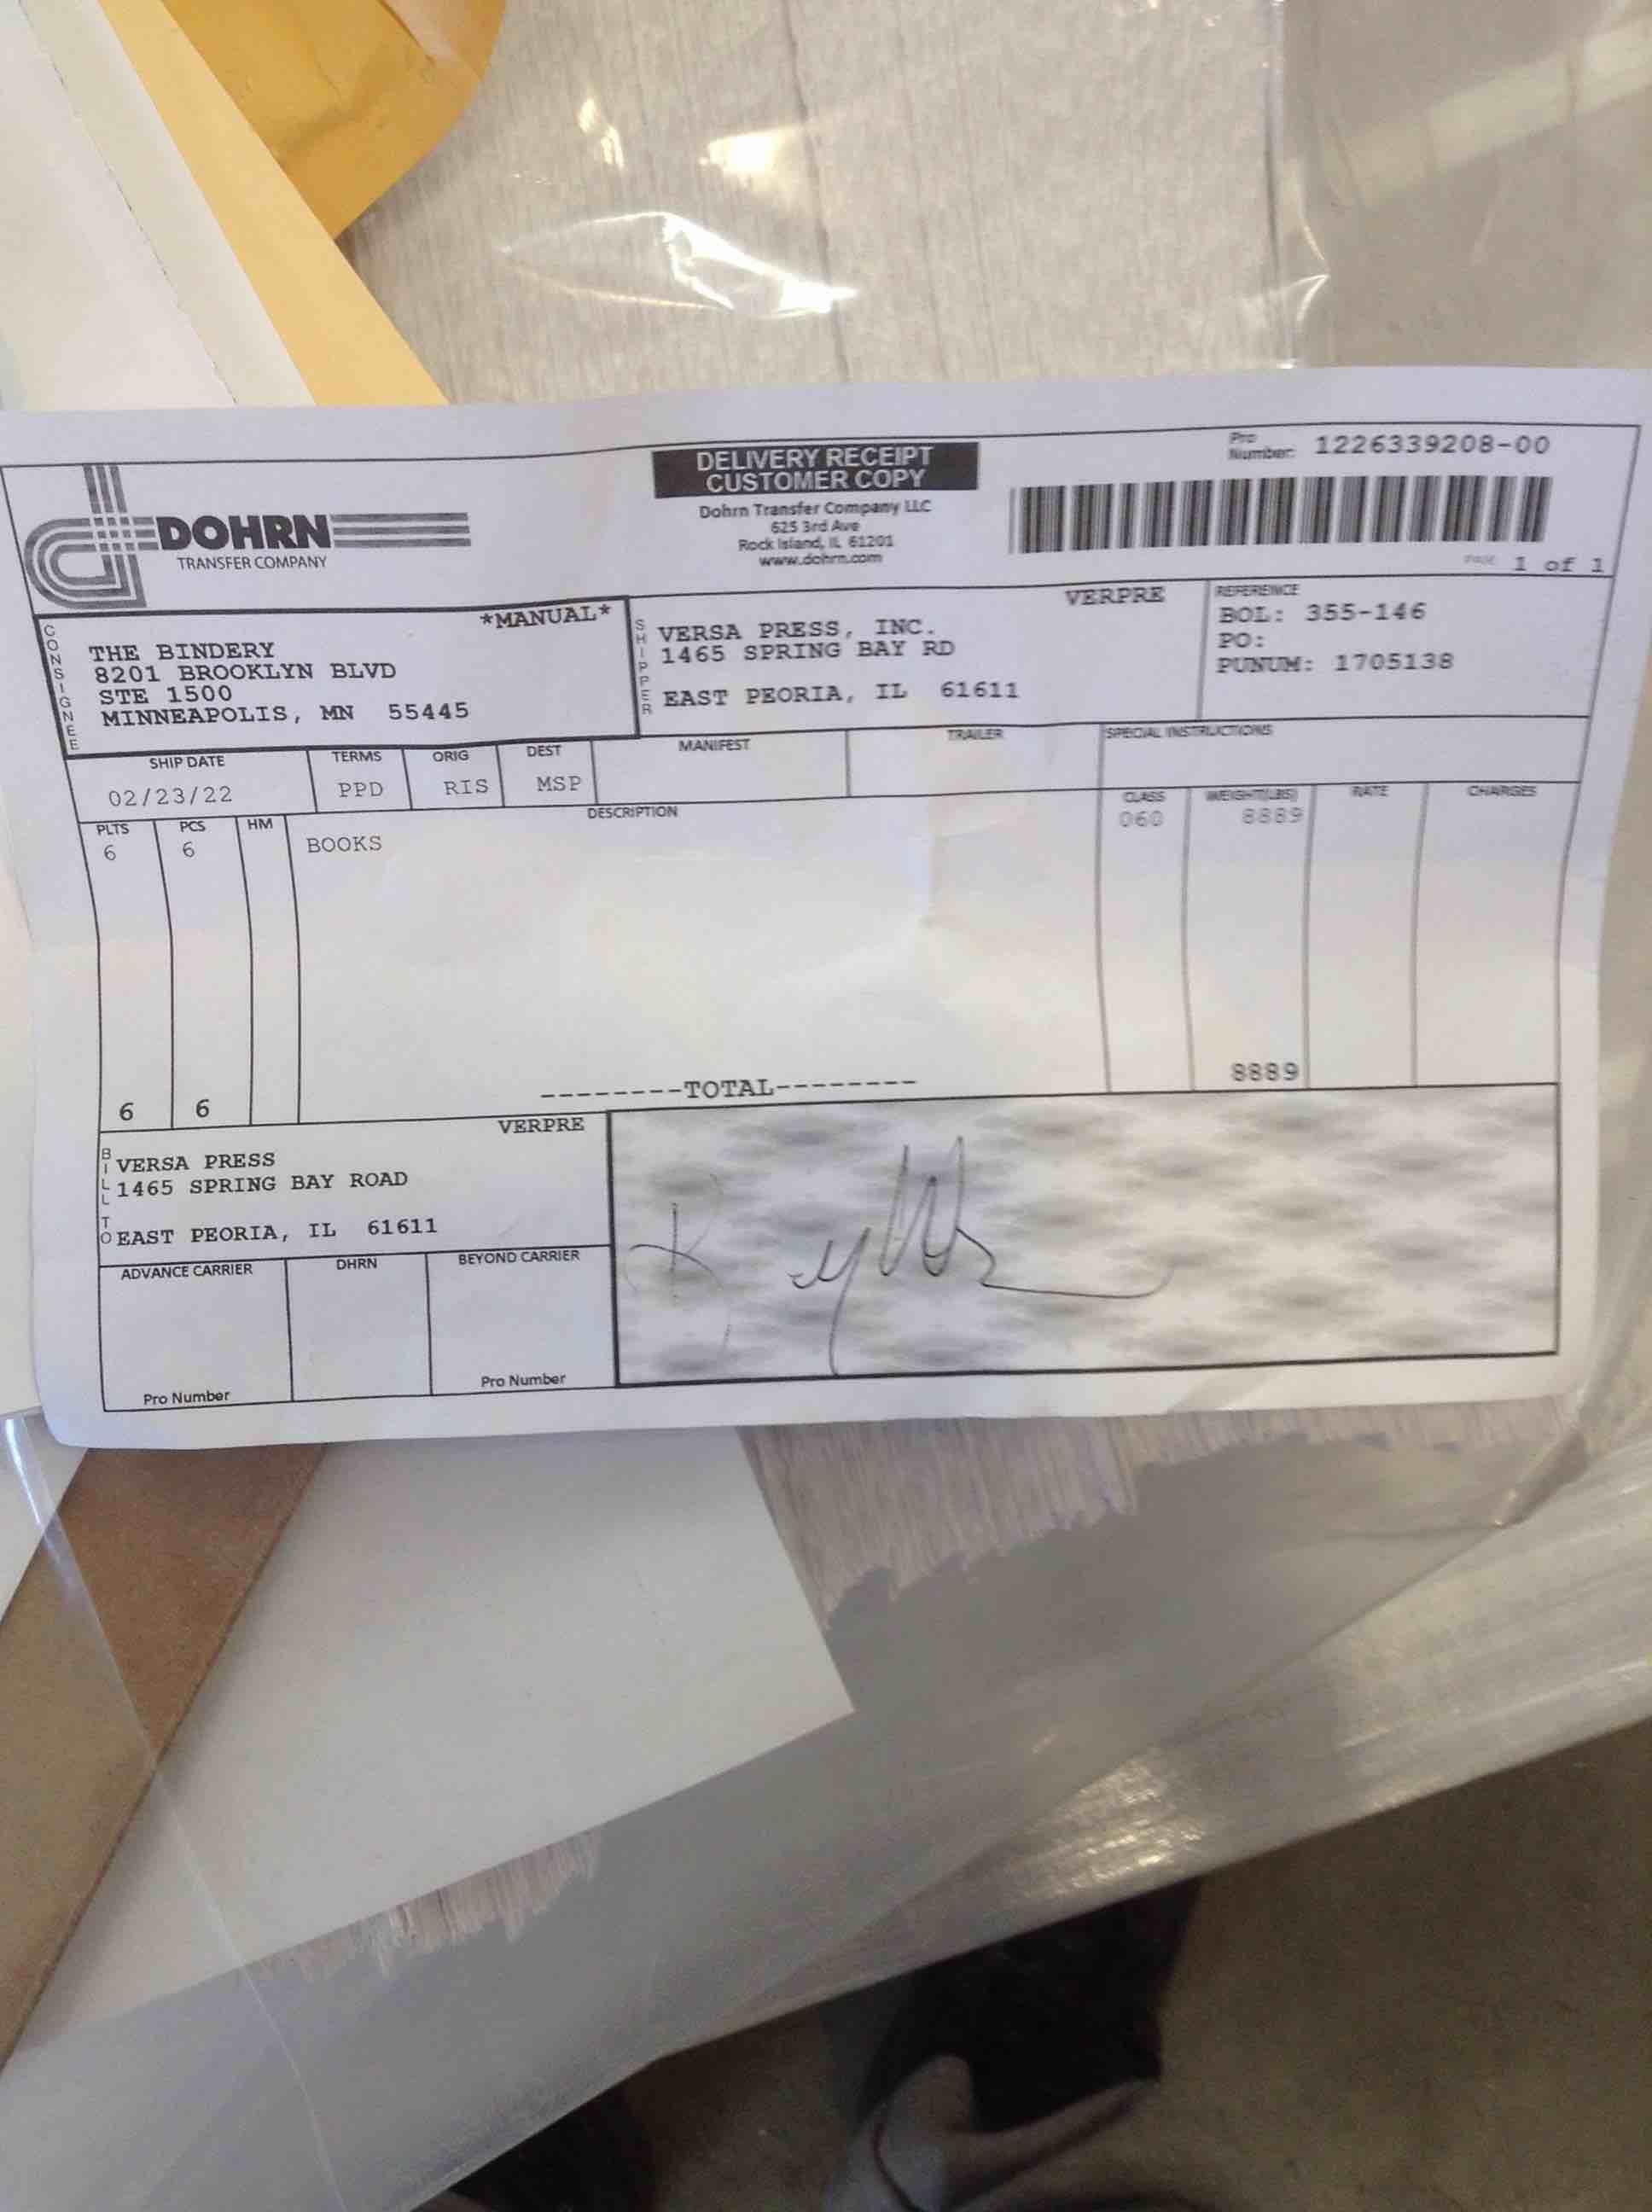 DELIVERY RECEIPT
CUSTOMER COPY
Dohrn Transfer Company LLC
625 3rd Ave
Rock Island, IL 61201
www.dohrn.com
Pro Number: 1226339208-00
DOHRN
TRANSFER COMPANY
PAGE 1 of 1
CONSIGNEE
*MANUAL*
THE BINDERY
8201 BROOKLYN BLVD
STE 1500
MINNEAPOLIS, MN 55445
SHIPPER
VERPRE
VERSA PRESS, INC.
1465 SPRING BAY RD
EAST PEORIA, IL 61611
REFERENCE
BOL: 355-146
PO:
PUNUM: 1705138
SHIP DATE TERMS ORIG DEST MANIFEST TRAILER SPECIAL INSTRUCTIONS
02/23/22 PPD RIS MSP
PLTS PCS HM DESCRIPTION CLASS WEIGHT(LBS) RATE CHARGES
6 6 BOOKS 060 8889
6 6 -------TOTAL-------- 8889
BILL TO
VERPRE
VERSA PRESS
1465 SPRING BAY ROAD
EAST PEORIA, IL 61611
ADVANCE CARRIER DHRN BEYOND CARRIER
Pro Number Pro Number